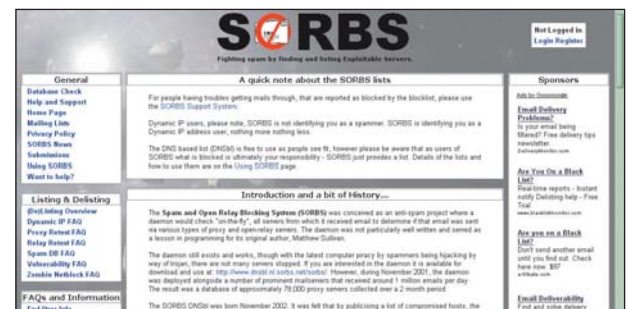 SORBS
Fighting spam by finding and listing Exploitable Servers.
Not Logged in
Login Register
General
Database Check
Help and Support
Home Page
Mailing Lists
Privacy Policy
SORBS News
Submissions
Using SORBS
Want to help?
Listing & Delisting
(De)Listing Overview
Dynamic IP FAQ
Proxy Retest FAQ
Relay Retest FAQ
Spam DB FAQ
Vulnerability FAQ
Zombie Netblock FAQ
FAQs and Information
A quick note about the SORBS lists
For people having troubles getting mails through, that are reported as blocked by the blocklist, please use
the SORBS Support System.
Dynamic IP users, please note, SORBS is not identifying you as a spammer. SORBS is identifying you as a
Dynamic IP address user, nothing more nothing less.
The DNS based list (DNSbl) is free to use as people see fit, however please be aware that as users of
SORBS what is blocked is ultimately your responsibility - SORBS just provides a list. Details of the lists and
how to use them are on the Using SORBS page.
Introduction and a bit of History...
The Spam and Open Relay Blocking System (SORBS) was conceived as an anti-spam project where a
daemon would check "on-the-fly", all servers from which it received email to determine if that email was sent
via various types of proxy and open-relay servers. The daemon was not particularly well written and served as
a lesson in programming for its original author, Matthew Sullivan.
The daemon still exists and works, though with the latest computer piracy by spammers being hijacking by
way of trojan, there are not many servers stopped. If you are interested in the daemon it is available for
download and use at: http://www.dnsbl.nl.sorbs.net/sorbs/. However, during November 2001, the daemon
was deployed alongside a number of prominent mailservers that received around 1 million emails per day.
The result was a database of approximately 78,000 proxy servers collected over a 2 month period.
The SORBS DNSbl was born November 2002. It was felt that by publicising a list of compromised hosts, the
Sponsors
Email Delivery
Problems?
Is your email being
filtered? Free delivery tips
newsletter.
DeliveryMonitor.com
Are You On a Black
List?
Real-time reports - Instant
notify Delisting help - Free
Trial
Are you on a Black
List?
Don't send another email
until you find out. Check
here now. $97
Email Deliverability
Find and solve delivery